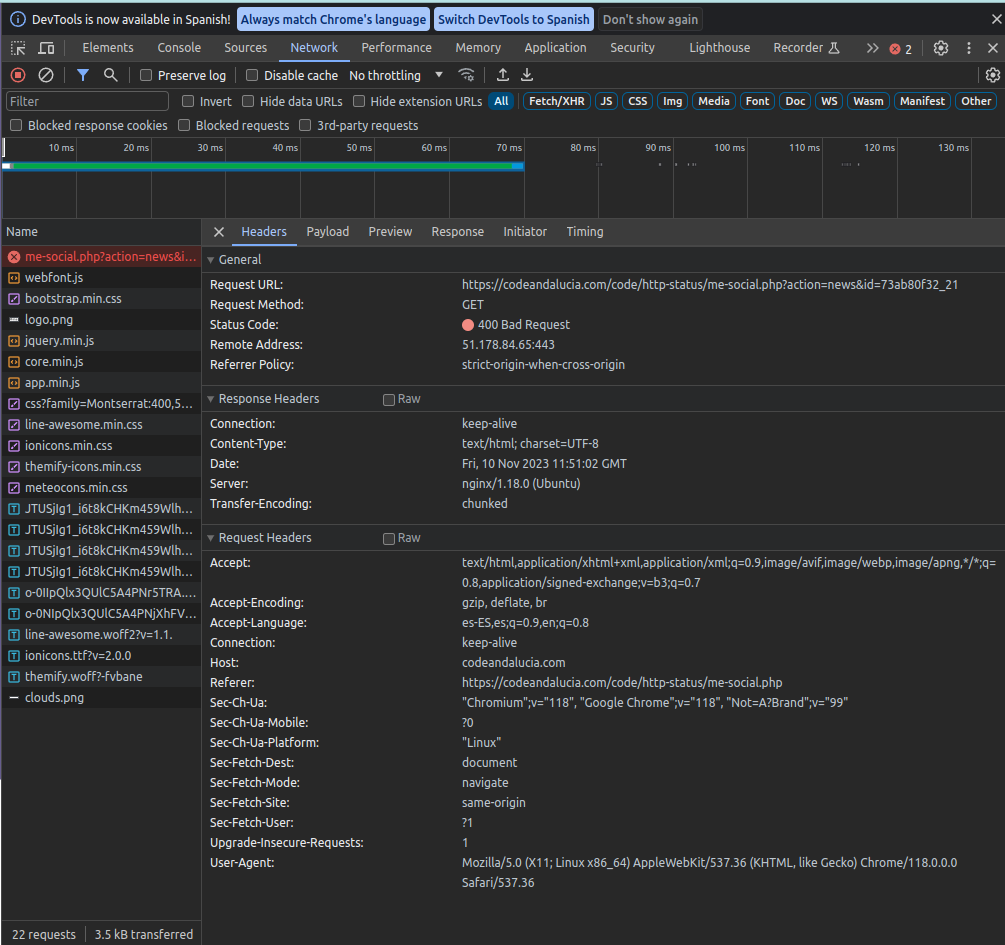 DevTools is now available in Spanish! Always match Chrome's language Switch DevTools to Spanish Don't show again
Elements Console Sources Network Performance Memory Application Security Lighthouse Recorder 2
Preserve log Disable cache No throttling
Filter Invert Hide data URLs Hide extension URLs All Fetch/XHR JS CSS Img Media Font Doc WS Wasm Manifest Other
Blocked response cookies Blocked requests 3rd-party requests
10 ms 20 ms 30 ms 40 ms 50 ms 60 ms 70 ms 80 ms 90 ms 100 ms 110 ms 120 ms 130 ms
Name
me-social.php?action=news&i...
webfont.js
bootstrap.min.css
logo.png
jquery.min.js
core.min.js
app.min.js
css?family=Montserrat:400,5...
line-awesome.min.css
ionicons.min.css
themify-icons.min.css
meteocons.min.css
JTUSjIg1_i6t8kCHKm459Wlh...
JTUSjIg1_i6t8kCHKm459Wlh...
JTUSjIg1_i6t8kCHKm459Wlh...
JTUSjIg1_i6t8kCHKm459Wlh...
o-0IIpQlx3QUlC5A4PNr5TRA....
o-0NIpQlx3QUlC5A4PNjXhFV...
line-awesome.woff2?v=1.1.
ionicons.ttf?v=2.0.0
themify.woff?-fvbane
clouds.png
22 requests 3.5 kB transferred
Headers Payload Preview Response Initiator Timing
General
Request URL: https://codeandalucia.com/code/http-status/me-social.php?action=news&id=73ab80f32_21
Request Method: GET
Status Code: 400 Bad Request
Remote Address: 51.178.84.65:443
Referrer Policy: strict-origin-when-cross-origin
Response Headers Raw
Connection: keep-alive
Content-Type: text/html; charset=UTF-8
Date: Fri, 10 Nov 2023 11:51:02 GMT
Server: nginx/1.18.0 (Ubuntu)
Transfer-Encoding: chunked
Request Headers Raw
Accept: text/html,application/xhtml+xml,application/xml;q=0.9,image/avif,image/webp,image/apng,*/*;q=
0.8,application/signed-exchange;v=b3;q=0.7
Accept-Encoding: gzip, deflate, br
Accept-Language: es-ES,es;q=0.9,en;q=0.8
Connection: keep-alive
Host: codeandalucia.com
Referer: https://codeandalucia.com/code/http-status/me-social.php
Sec-Ch-Ua: "Chromium";v="118", "Google Chrome";v="118", "Not=A?Brand";v="99"
Sec-Ch-Ua-Mobile: ?0
Sec-Ch-Ua-Platform: "Linux"
Sec-Fetch-Dest: document
Sec-Fetch-Mode: navigate
Sec-Fetch-Site: same-origin
Sec-Fetch-User: ?1
Upgrade-Insecure-Requests: 1
User-Agent: Mozilla/5.0 (X11; Linux x86_64) AppleWebKit/537.36 (KHTML, like Gecko) Chrome/118.0.0.0
Safari/537.36